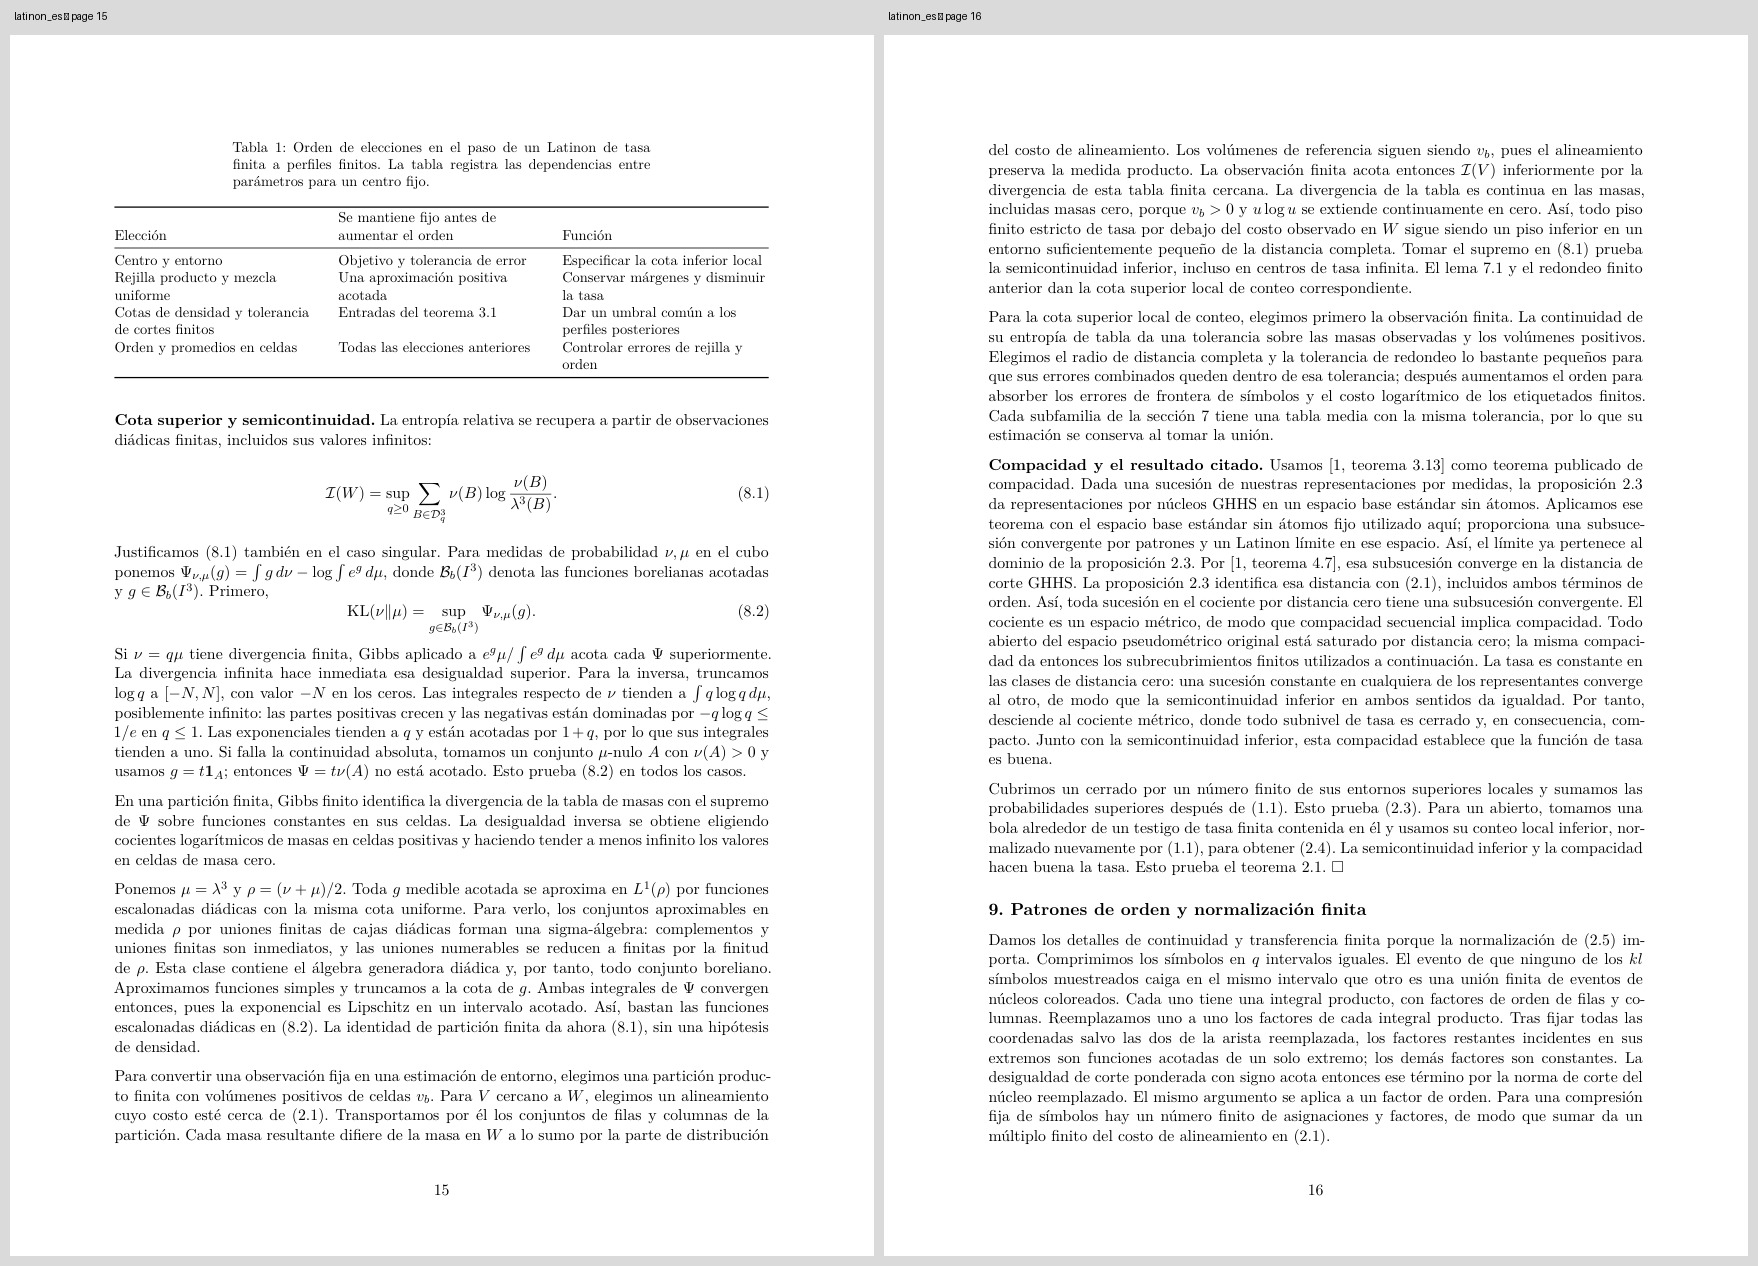 latinon_es page 15
Tabla 1: Orden de elecciones en el paso de un Latinon de tasa
finita a perfiles finitos. La tabla registra las dependencias entre
parámetros para un centro fijo.
Elección | Se mantiene fijo antes de aumentar el orden | Función
Centro y entorno | Objetivo y tolerancia de error | Especificar la cota inferior local
Rejilla producto y mezcla uniforme | Una aproximación positiva acotada | Conservar márgenes y disminuir la tasa
Cotas de densidad y tolerancia de cortes finitos | Entradas del teorema 3.1 | Dar un umbral común a los perfiles posteriores
Orden y promedios en celdas | Todas las elecciones anteriores | Controlar errores de rejilla y orden
Cota superior y semicontinuidad. La entropía relativa se recupera a partir de observaciones
diádicas finitas, incluidos sus valores infinitos:
𝓘(W) = sup_{q≥0} ∑_{B∈𝒟_q^3} ν(B) log ν(B)/λ³(B). (8.1)
Justificamos (8.1) también en el caso singular. Para medidas de probabilidad ν, μ en el cubo
ponemos Ψ_{ν,μ}(g) = ∫ g dν − log ∫ e^g dμ, donde 𝓑_b(I³) denota las funciones borelianas acotadas
y g ∈ 𝓑_b(I³). Primero,
KL(ν∥μ) = sup_{g∈𝓑_b(I³)} Ψ_{ν,μ}(g). (8.2)
Si ν = qμ tiene divergencia finita, Gibbs aplicado a e^g μ/ ∫ e^g dμ acota cada Ψ superiormente.
La divergencia infinita hace inmediata esa desigualdad superior. Para la inversa, truncamos
log q a [−N, N], con valor −N en los ceros. Las integrales respecto de ν tienden a ∫ q log q dμ,
posiblemente infinito: las partes positivas crecen y las negativas están dominadas por −q log q ≤
1/e en q ≤ 1. Las exponenciales tienden a q y están acotadas por 1+q, por lo que sus integrales
tienden a uno. Si falla la continuidad absoluta, tomamos un conjunto μ-nulo A con ν(A) > 0 y
usamos g = t𝟏_A; entonces Ψ = tν(A) no está acotado. Esto prueba (8.2) en todos los casos.
En una partición finita, Gibbs finito identifica la divergencia de la tabla de masas con el supremo
de Ψ sobre funciones constantes en sus celdas. La desigualdad inversa se obtiene eligiendo
cocientes logarítmicos de masas en celdas positivas y haciendo tender a menos infinito los valores
en celdas de masa cero.
Ponemos μ = λ³ y ρ = (ν + μ)/2. Toda g medible acotada se aproxima en L¹(ρ) por funciones
escalonadas diádicas con la misma cota uniforme. Para verlo, los conjuntos aproximables en
medida ρ por uniones finitas de cajas diádicas forman una sigma-álgebra: complementos y
uniones finitas son inmediatos, y las uniones numerables se reducen a finitas por la finitud
de ρ. Esta clase contiene el álgebra generadora diádica y, por tanto, todo conjunto boreliano.
Aproximamos funciones simples y truncamos a la cota de g. Ambas integrales de Ψ convergen
entonces, pues la exponencial es Lipschitz en un intervalo acotado. Así, bastan las funciones
escalonadas diádicas en (8.2). La identidad de partición finita da ahora (8.1), sin una hipótesis
de densidad.
Para convertir una observación fija en una estimación de entorno, elegimos una partición produc-
to finita con volúmenes positivos de celdas v_b. Para V cercano a W, elegimos un alineamiento
cuyo costo esté cerca de (2.1). Transportamos por él los conjuntos de filas y columnas de la
partición. Cada masa resultante difiere de la masa en W a lo sumo por la parte de distribución
15
latinon_es page 16
del costo de alineamiento. Los volúmenes de referencia siguen siendo v_b, pues el alineamiento
preserva la medida producto. La observación finita acota entonces 𝓘(V) inferiormente por la
divergencia de esta tabla finita cercana. La divergencia de la tabla es continua en las masas,
incluidas masas cero, porque v_b > 0 y u log u se extiende continuamente en cero. Así, todo piso
finito estricto de tasa por debajo del costo observado en W sigue siendo un piso inferior en un
entorno suficientemente pequeño de la distancia completa. Tomar el supremo en (8.1) prueba
la semicontinuidad inferior, incluso en centros de tasa infinita. El lema 7.1 y el redondeo finito
anterior dan la cota superior local de conteo correspondiente.
Para la cota superior local de conteo, elegimos primero la observación finita. La continuidad de
su entropía de tabla da una tolerancia sobre las masas observadas y los volúmenes positivos.
Elegimos el radio de distancia completa y la tolerancia de redondeo lo bastante pequeños para
que sus errores combinados queden dentro de esa tolerancia; después aumentamos el orden para
absorber los errores de frontera de símbolos y el costo logarítmico de los etiquetados finitos.
Cada subfamilia de la sección 7 tiene una tabla media con la misma tolerancia, por lo que su
estimación se conserva al tomar la unión.
Compacidad y el resultado citado. Usamos [1, teorema 3.13] como teorema publicado de
compacidad. Dada una sucesión de nuestras representaciones por medidas, la proposición 2.3
da representaciones por núcleos GHHS en un espacio base estándar sin átomos. Aplicamos ese
teorema con el espacio base estándar sin átomos fijo utilizado aquí; proporciona una subsuce-
sión convergente por patrones y un Latinon límite en ese espacio. Así, el límite ya pertenece al
dominio de la proposición 2.3. Por [1, teorema 4.7], esa subsucesión converge en la distancia de
corte GHHS. La proposición 2.3 identifica esa distancia con (2.1), incluidos ambos términos de
orden. Así, toda sucesión en el cociente por distancia cero tiene una subsucesión convergente. El
cociente es un espacio métrico, de modo que compacidad secuencial implica compacidad. Todo
abierto del espacio pseudométrico original está saturado por distancia cero; la misma compaci-
dad da entonces los subrecubrimientos finitos utilizados a continuación. La tasa es constante en
las clases de distancia cero: una sucesión constante en cualquiera de los representantes converge
al otro, de modo que la semicontinuidad inferior en ambos sentidos da igualdad. Por tanto,
desciende al cociente métrico, donde todo subnivel de tasa es cerrado y, en consecuencia, com-
pacto. Junto con la semicontinuidad inferior, esta compacidad establece que la función de tasa
es buena.
Cubrimos un cerrado por un número finito de sus entornos superiores locales y sumamos las
probabilidades superiores después de (1.1). Esto prueba (2.3). Para un abierto, tomamos una
bola alrededor de un testigo de tasa finita contenida en él y usamos su conteo local inferior, nor-
malizado nuevamente por (1.1), para obtener (2.4). La semicontinuidad inferior y la compacidad
hacen buena la tasa. Esto prueba el teorema 2.1. □
9. Patrones de orden y normalización finita
Damos los detalles de continuidad y transferencia finita porque la normalización de (2.5) im-
porta. Comprimimos los símbolos en q intervalos iguales. El evento de que ninguno de los kl
símbolos muestreados caiga en el mismo intervalo que otro es una unión finita de eventos de
núcleos coloreados. Cada uno tiene una integral producto, con factores de orden de filas y co-
lumnas. Reemplazamos uno a uno los factores de cada integral producto. Tras fijar todas las
coordenadas salvo las dos de la arista reemplazada, los factores restantes incidentes en sus
extremos son funciones acotadas de un solo extremo; los demás factores son constantes. La
desigualdad de corte ponderada con signo acota entonces ese término por la norma de corte del
núcleo reemplazado. El mismo argumento se aplica a un factor de orden. Para una compresión
fija de símbolos hay un número finito de asignaciones y factores, de modo que sumar da un
múltiplo finito del costo de alineamiento en (2.1).
16